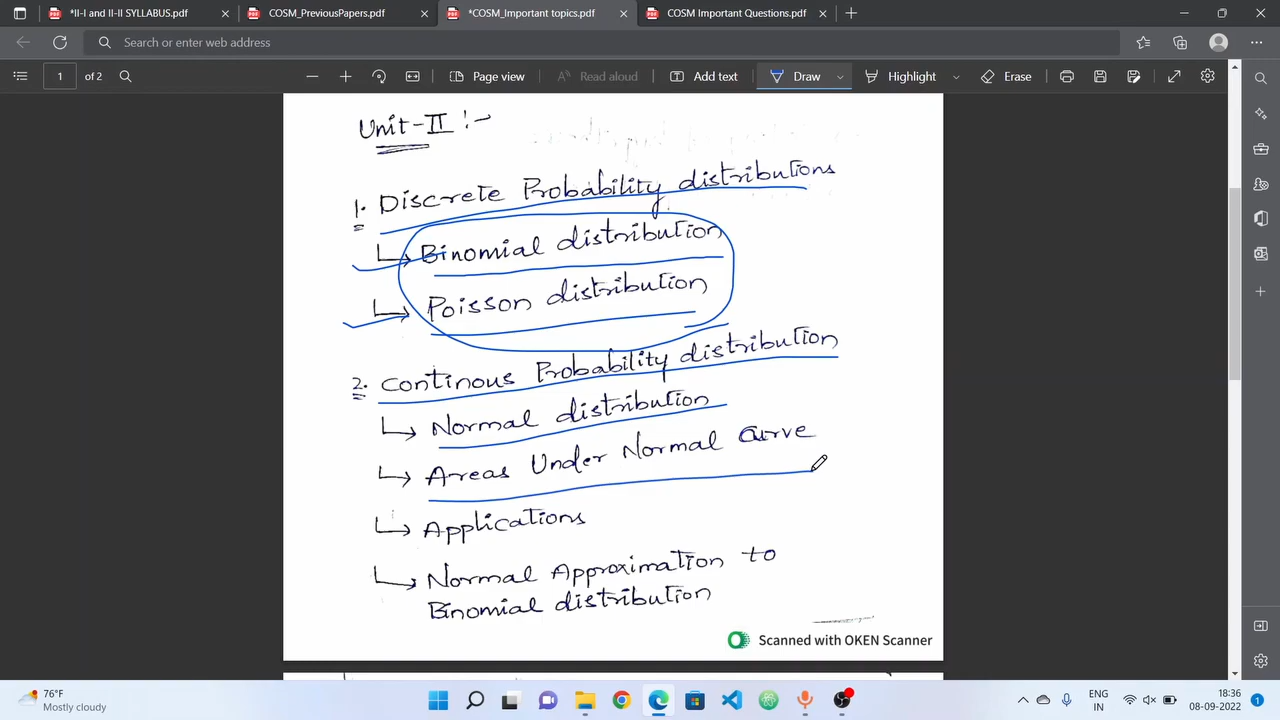 *II-I and II-II SYLLABUS.pdf
COSM_PreviousPapers.pdf
*COSM_Important topics.pdf
COSM Important Questions.pdf
Search or enter web address
1 of 2
Page view
Read aloud
Add text
Draw
Highlight
Erase
Unit-II :-
1. Discrete Probability distributions
Binomial distribution
Poisson distribution
2. Continous Probability distribution
Normal distribution
Areas Under Normal Curve
Applications
Normal Approximation to
Binomial distribution
Scanned with OKEN Scanner
76°F
Mostly cloudy
ENG
IN
18:36
08-09-2022
1